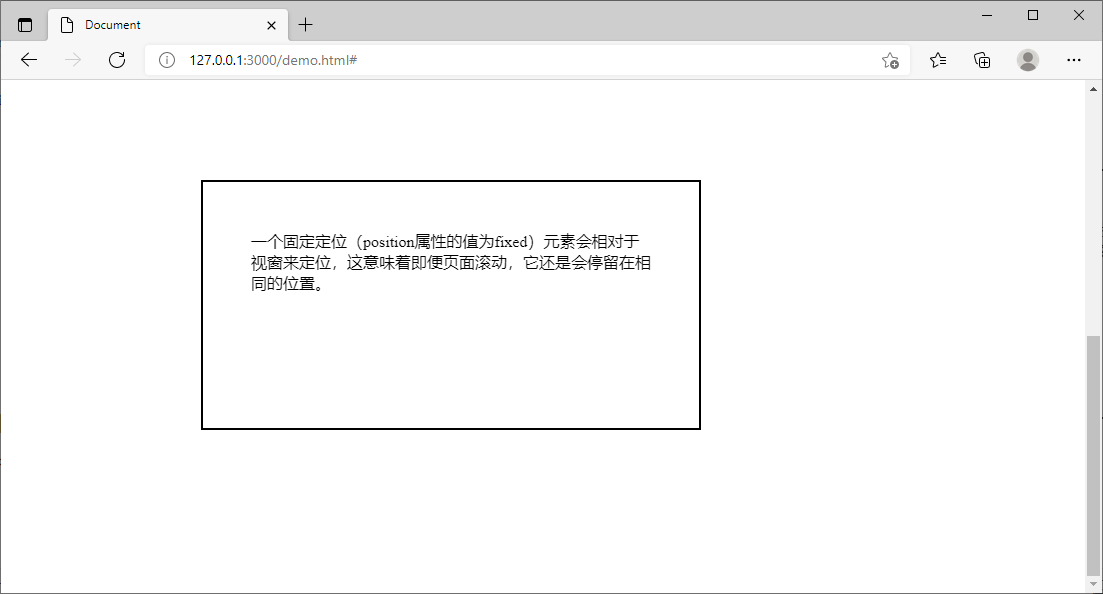 Document
127.0.0.1:3000/demo.html#
一个固定定位（position属性的值为fixed）元素会相对于
视窗来定位，这意味着即便页面滚动，它还是会停留在相
同的位置。